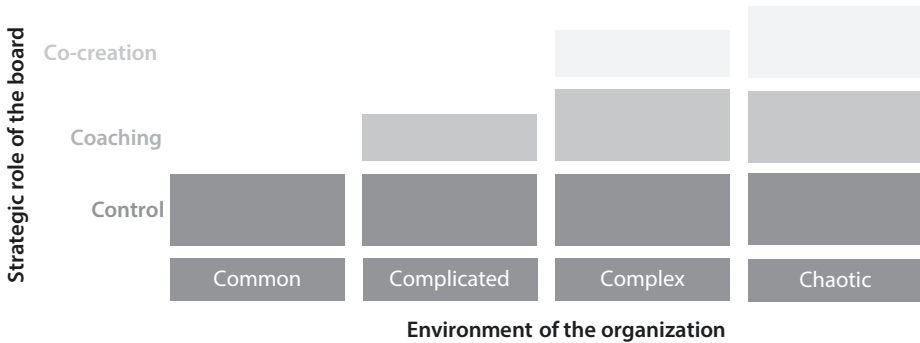 Strategic role of the board
Co-creation
Coaching
Control
Common
Complicated
Complex
Chaotic
Environment of the organization